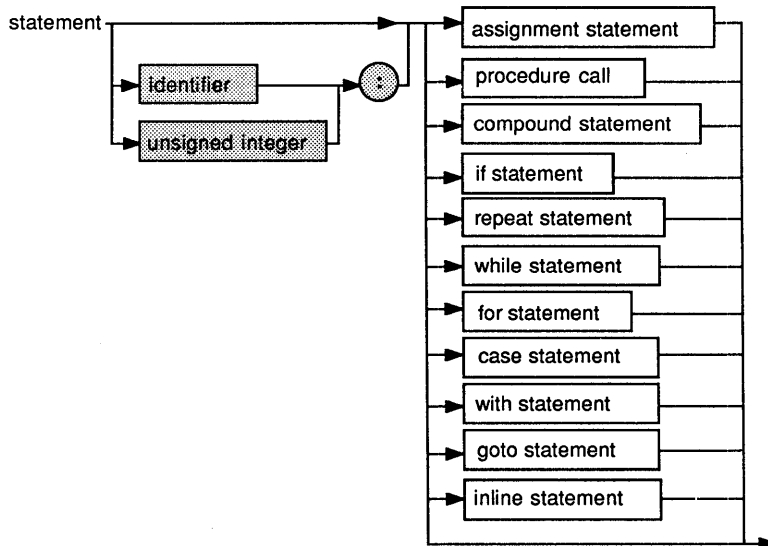 statement
identifier
:
unsigned integer
assignment statement
procedure call
compound statement
if statement
repeat statement
while statement
for statement
case statement
with statement
goto statement
inline statement